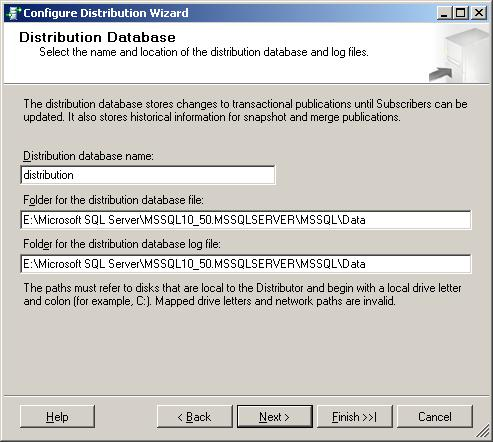 Configure Distribution Wizard
Distribution Database
Select the name and location of the distribution database and log files.
The distribution database stores changes to transactional publications until Subscribers can be
updated. It also stores historical information for snapshot and merge publications.
Distribution database name:
distribution
Folder for the distribution database file:
E:\Microsoft SQL Server\MSSQL10_50.MSSQLSERVER\MSSQL\Data
Folder for the distribution database log file:
E:\Microsoft SQL Server\MSSQL10_50.MSSQLSERVER\MSSQL\Data
The paths must refer to disks that are local to the Distributor and begin with a local drive letter
and colon (for example, C:). Mapped drive letters and network paths are invalid.
Help
< Back
Next >
Finish >>|
Cancel